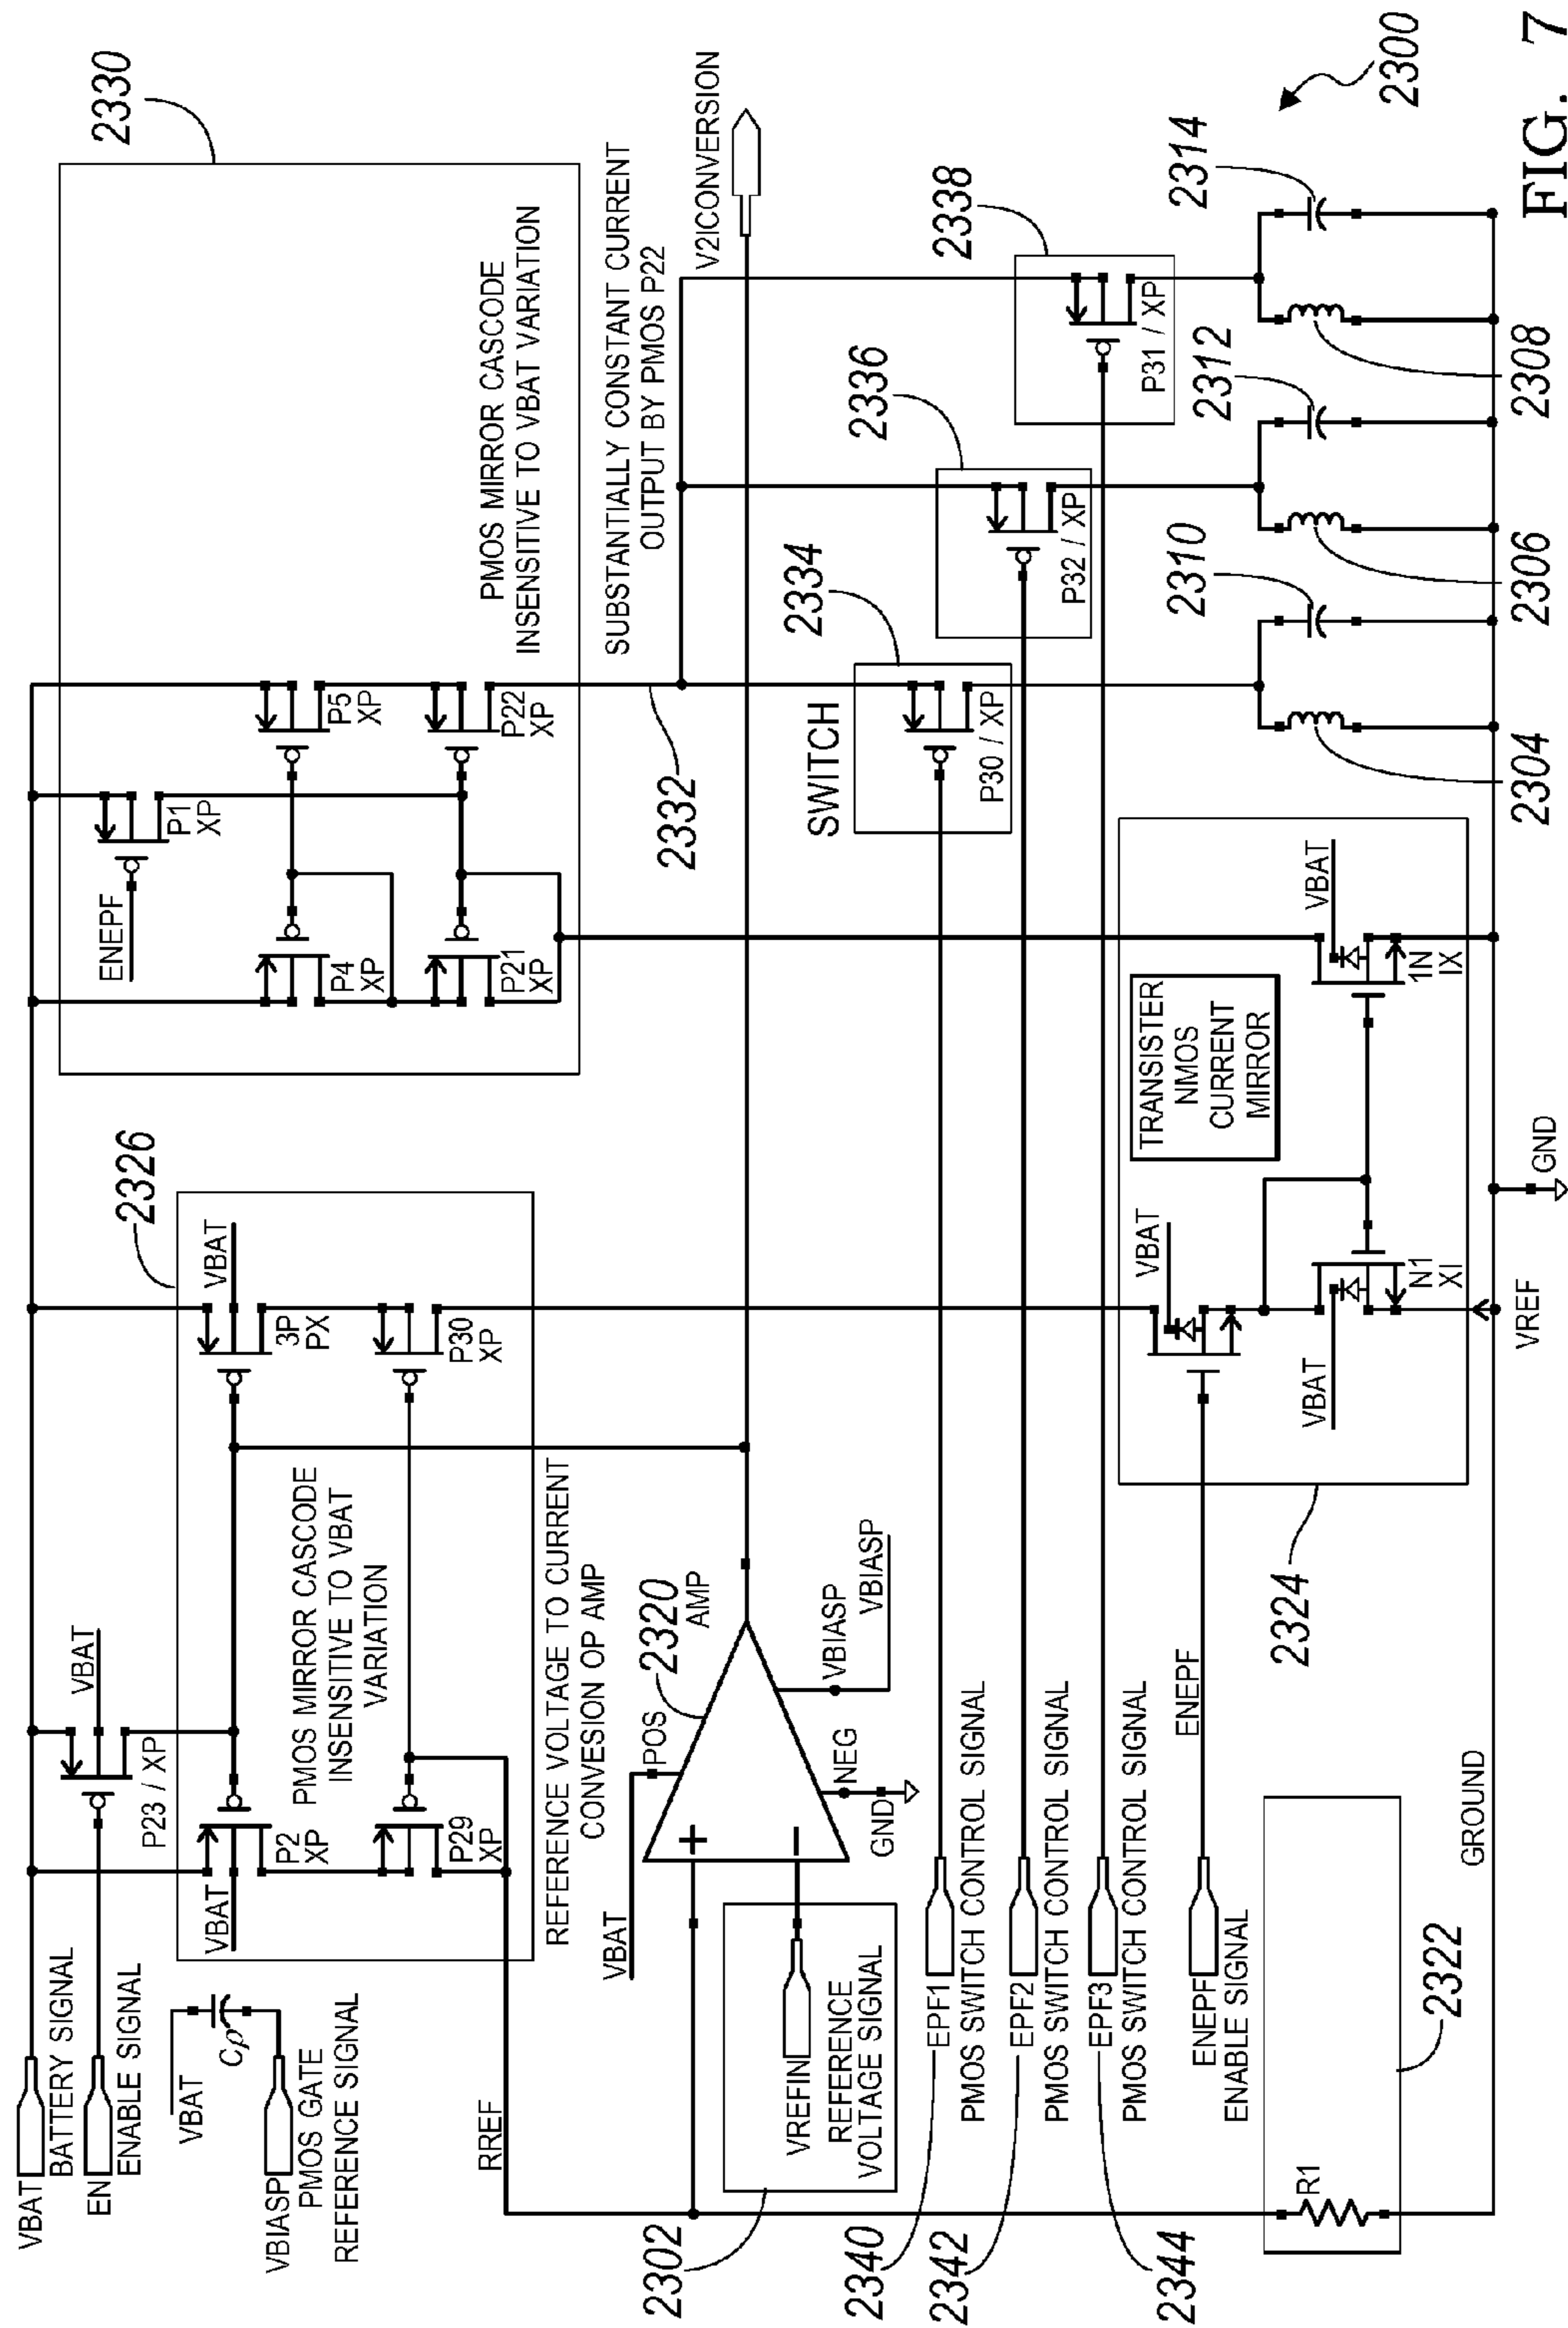 VBAT
BATTERY SIGNAL
EN
ENABLE SIGNAL
VBAT
Cρ
VBIASP
PMOS GATE
REFERENCE SIGNAL
RREF
VBAT
P23 / XP
2326
VBAT
P2
XP
PMOS MIRROR CASCODE
INSENSITIVE TO VBAT
VARIATION
P29
XP
VBAT
3P
PX
P30
XP
2330
ENEPF
P1
XP
P4
XP
P5
XP
P21
XP
P22
XP
PMOS MIRROR CASCODE
INSENSITIVE TO VBAT VARIATION
SUBSTANTIALLY CONSTANT CURRENT
OUTPUT BY PMOS P22
2332
V2ICONVERSION
REFERENCE VOLTAGE TO CURRENT
CONVESION OP AMP
VBAT
POS
2320
AMP
+
−
NEG
GND
VBIASP
VBIASP
2302
VREFIN
REFERENCE
VOLTAGE SIGNAL
SWITCH
2334
P30 / XP
2336
P32 / XP
2338
P31 / XP
2340
EPF1
PMOS SWITCH CONTROL SIGNAL
2342
EPF2
PMOS SWITCH CONTROL SIGNAL
2344
EPF3
PMOS SWITCH CONTROL SIGNAL
ENEPF
ENABLE SIGNAL
ENEPF
2324
VBAT
VBAT
N1
XI
TRANSISTER
NMOS
CURRENT
MIRROR
VBAT
1N
IX
2310
2312
2314
2304
2306
2308
R1
2322
GROUND
VREF
GND
2300
FIG. 7